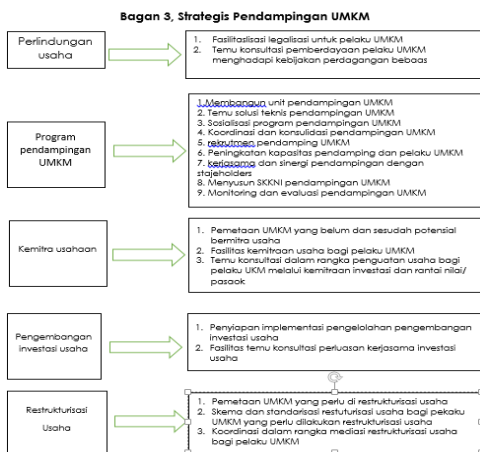 Bagan 3, Strategis Pendampingan UMKM
Perlindungan
usaha
1. Fasilitaslisasi legalisasi untuk pelaku UMKM
2. Temu konsultasi pemberdayaan pelaku UMKM
menghadapi kebijakan perdagangan bebaas
Program
pendampingan
UMKM
1.Membangun unit pendampingan UMKM
2. Temu solusi teknis pendampingan UMKM
3. Sosialisasi program pendampingan UMKM
4. Koordinasi dan konsulidasi pendampingan UMKM
5. rekrutmen pendamping UMKM
6. Peningkatan kapasitas pendamping dan pelaku UMKM
7. kerjasama dan sinergi pendampingan dengan
stajeholders
8. Menyusun SKKNI pendampingan UMKM
9. Monitoring dan evaluasi pendampingan UMKM
Kemitra usahaan
1. Pemetaan UMKM yang belum dan sesudah potensial
bermitra usaha
2. Fasilitas kemitraan usaha bagi pelaku UMKM
3. Temu konsultasi dalam rangka penguatan usaha bagi
pelaku UKM melalui kemitraan investasi dan rantai nilai/
pasaok
Pengembangan
investasi usaha
1. Penyiapan implementasi pengelolahan pengembangan
investasi usaha
2. Fasilitas temu konsultasi perluasan kerjasama investasi
usaha
Restrukturisasi
Usaha
1. Pemetaan UMKM yang perlu di restrukturisasi usaha
2. Skema dan standarisasi restuturisasi usaha bagi pekaku
UMKM yang perlu dilakukan restrukturisasi usaha
3. Koordinasi dalam rangka mediasi restrukturisasi usaha
bagi pelaku UMKM